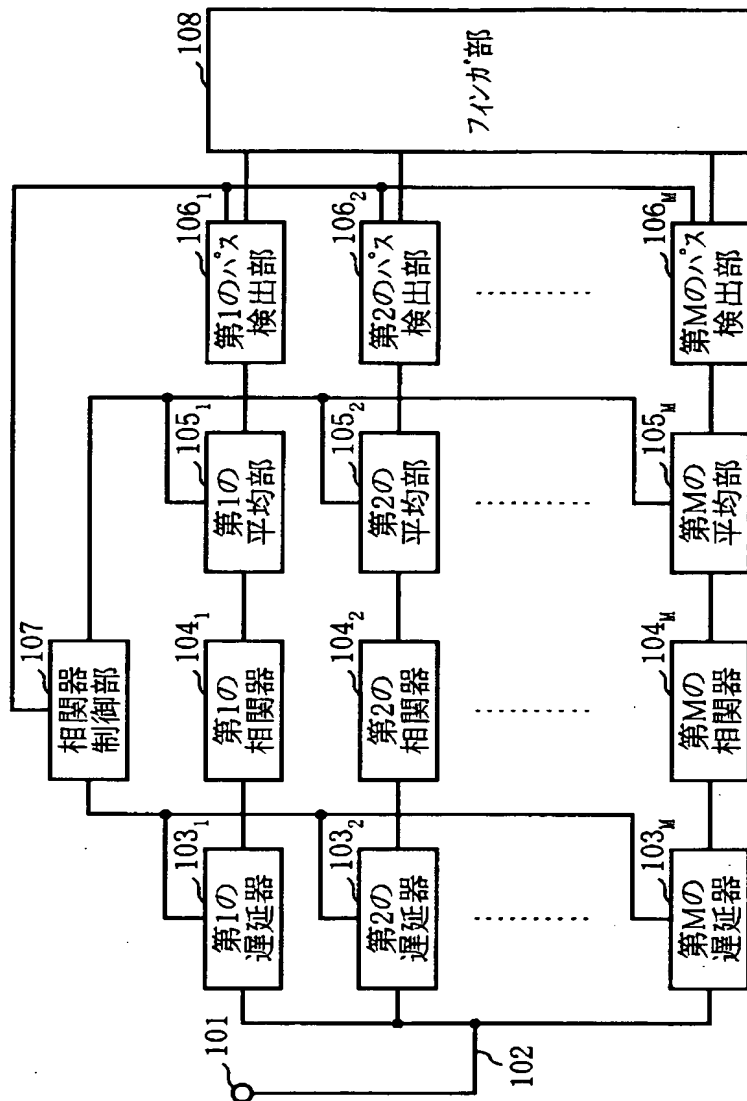 101
102
107
相関器
制御部
103₁
第1の
遅延器
104₁
第1の
相関器
105₁
第1の
平均部
106₁
第1のパス
検出部
108
フィンガ部
103₂
第2の
遅延器
104₂
第2の
相関器
105₂
第2の
平均部
106₂
第2のパス
検出部
103M
第Mの
遅延器
104M
第Mの
相関器
105M
第Mの
平均部
106M
第Mのパス
検出部